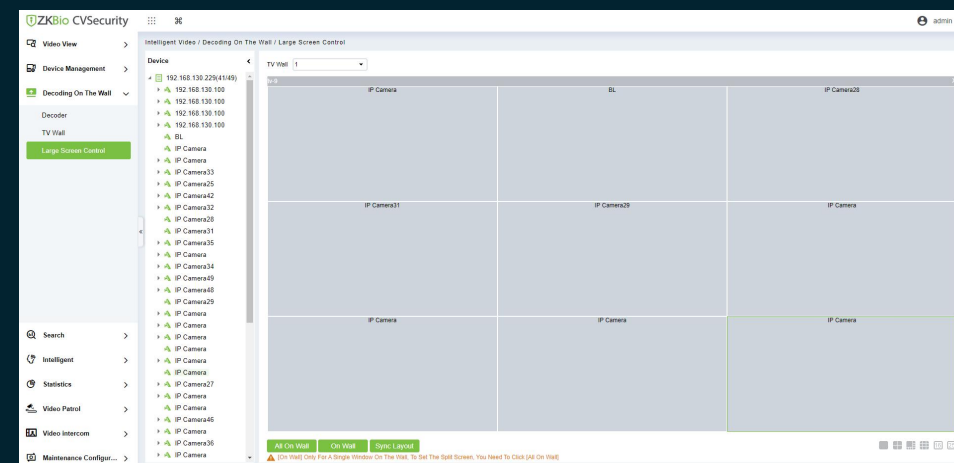 ZKBio CVSecurity
admin
Video View
Device Management
Decoding On The Wall
Decoder
TV Wall
Large Screen Control
Search
Intelligent
Statistics
Video Patrol
Video intercom
Maintenance Configur...
Intelligent Video / Decoding On The Wall / Large Screen Control
Device
192.168.130.229(41/49)
192.168.130.100
192.168.130.100
192.168.130.100
192.168.130.100
BL
IP Camera
IP Camera
IP Camera33
IP Camera25
IP Camera42
IP Camera32
IP Camera28
IP Camera31
IP Camera35
IP Camera
IP Camera34
IP Camera49
IP Camera48
IP Camera29
IP Camera
IP Camera
IP Camera
IP Camera
IP Camera
IP Camera
IP Camera27
IP Camera
IP Camera
IP Camera46
IP Camera
IP Camera36
IP Camera
TV Wall 1
IP Camera BL IP Camera28
IP Camera31 IP Camera29 IP Camera
IP Camera IP Camera IP Camera
All On Wall On Wall Sync Layout
[On Wall] Only For A Single Window On The Wall, To Set The Split Screen, You Need To Click [All On Wall]